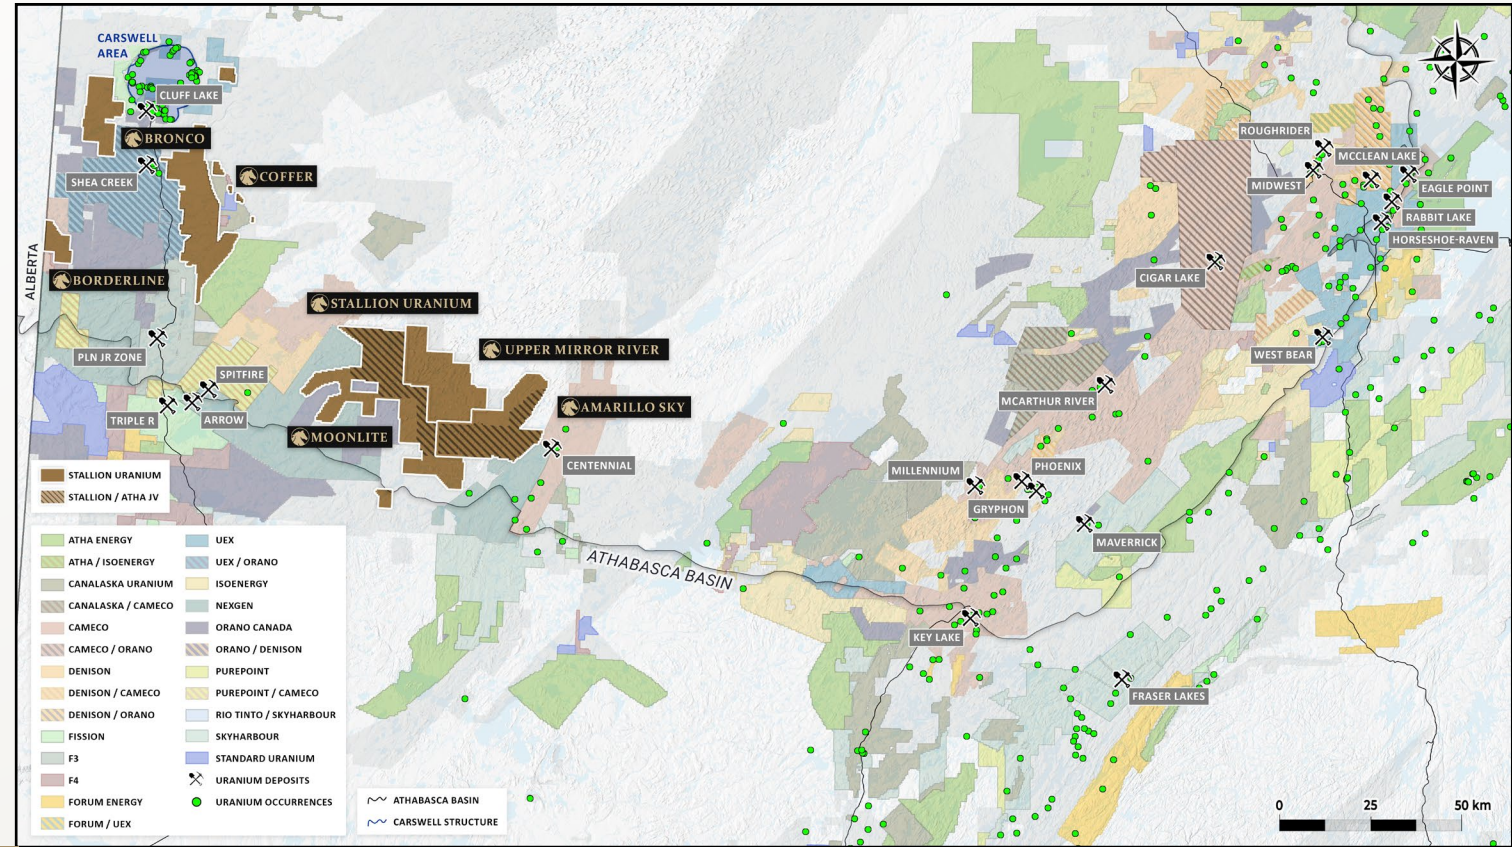 CARSWELL
AREA
CLUFF LAKE
BRONCO
COFFER
SHEA CREEK
ALBERTA
BORDERLINE
STALLION URANIUM
UPPER MIRROR RIVER
PLN JR ZONE
SPITFIRE
AMARILLO SKY
TRIPLE R
ARROW
MOONLITE
CENTENNIAL
ROUGHRIDER
MCCLEAN LAKE
MIDWEST
EAGLE POINT
RABBIT LAKE
HORSESHOE-RAVEN
CIGAR LAKE
WEST BEAR
MCARTHUR RIVER
MILLENNIUM
PHOENIX
GRYPHON
MAVERRICK
ATHABASCA BASIN
KEY LAKE
FRASER LAKES
STALLION URANIUM
STALLION / ATHA JV
ATHA ENERGY
ATHA / ISOENERGY
CANALASKA URANIUM
CANALASKA / CAMECO
CAMECO
CAMECO / ORANO
DENISON
DENISON / CAMECO
DENISON / ORANO
FISSION
F3
F4
FORUM ENERGY
FORUM / UEX
UEX
UEX / ORANO
ISOENERGY
NEXGEN
ORANO CANADA
ORANO / DENISON
PUREPOINT
PUREPOINT / CAMECO
RIO TINTO / SKYHARBOUR
SKYHARBOUR
STANDARD URANIUM
URANIUM DEPOSITS
URANIUM OCCURRENCES
ATHABASCA BASIN
CARSWELL STRUCTURE
0 25 50 km